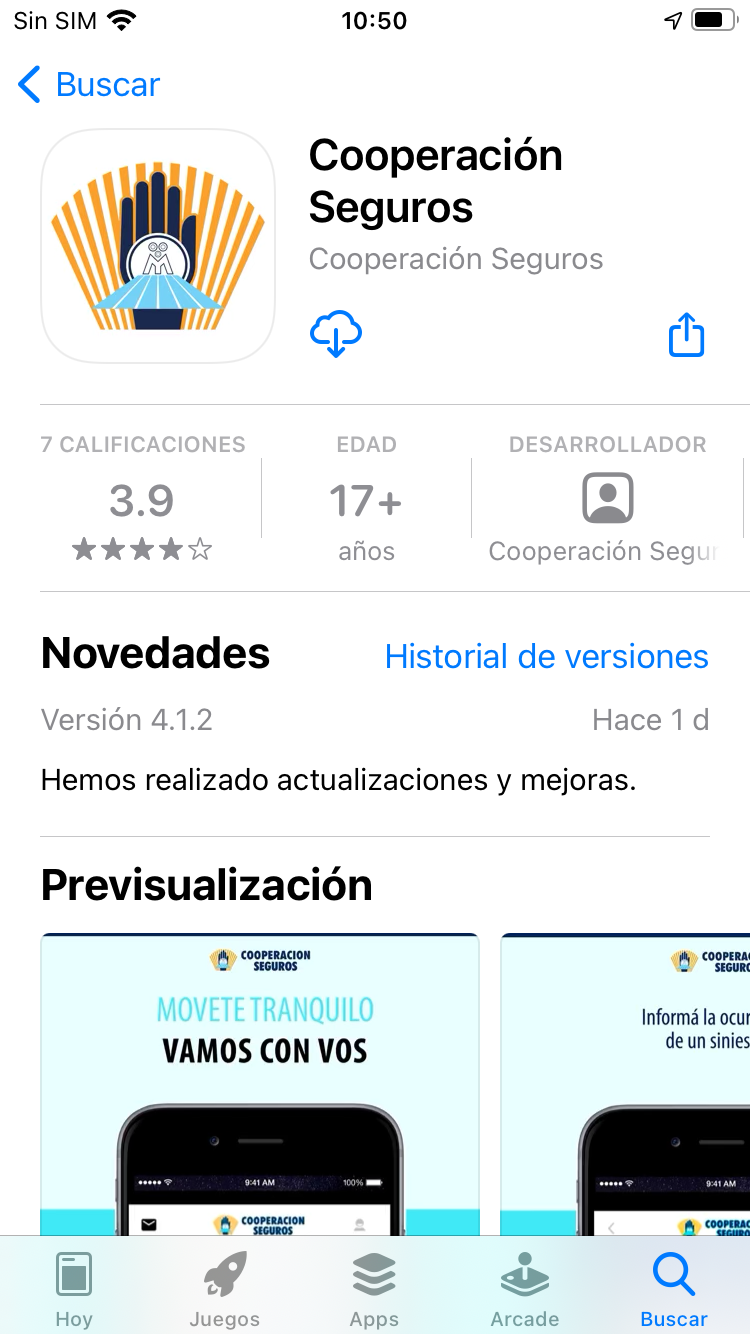 Sin SIM
10:50
Buscar
Cooperación
Seguros
Cooperación Seguros
7 CALIFICACIONES
EDAD
DESARROLLADOR
3.9
17+
años
Cooperación Segur
Novedades
Historial de versiones
Versión 4.1.2
Hace 1 d
Hemos realizado actualizaciones y mejoras.
Previsualización
COOPERACION
SEGUROS
MOVETE TRANQUILO
VAMOS CON VOS
9:41 AM
100%
COOPERACION
SEGUROS
COOPERA
SEGURO
Informá la ocur
de un sinies
9:41 AM
COOPERA
SEGURO
Hoy
Juegos
Apps
Arcade
Buscar